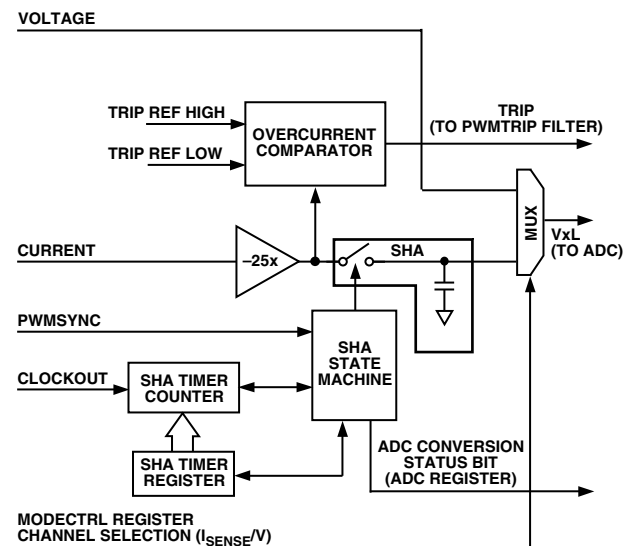 VOLTAGE
TRIP REF HIGH
TRIP REF LOW
OVERCURRENT
COMPARATOR
TRIP
(TO PWMTRIP FILTER)
MUX
VxL
(TO ADC)
CURRENT
–25x
SHA
PWMSYNC
SHA
STATE
MACHINE
CLOCKOUT
SHA TIMER
COUNTER
SHA TIMER
REGISTER
ADC CONVERSION
STATUS BIT
(ADC REGISTER)
MODECTRL REGISTER
CHANNEL SELECTION (ISENSE/V)